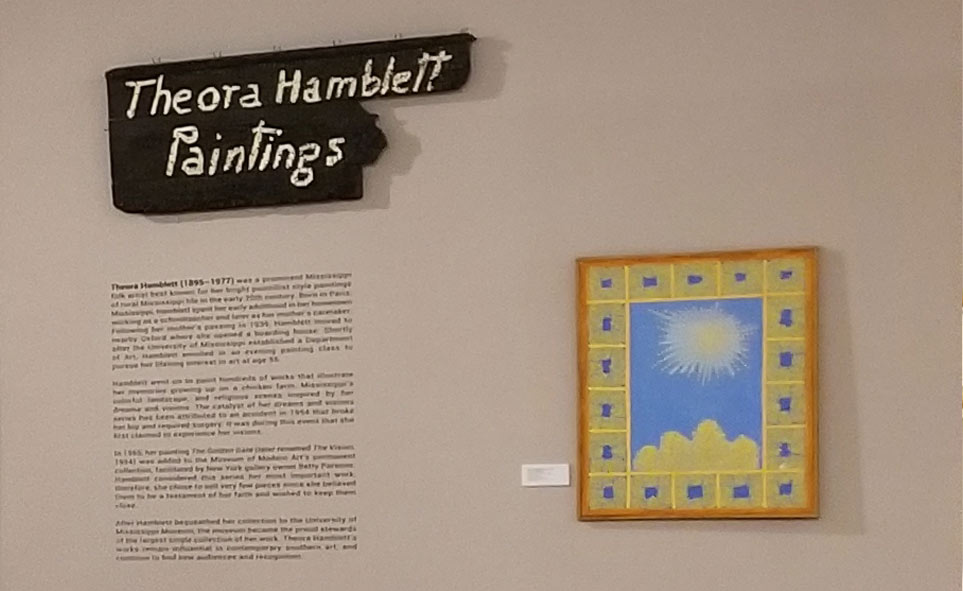 Theora Hamblett
Paintings
Theora Hamblett (1895–1977) was a prominent Mississippi
folk artist best known for her bright pointillist style paintings
of rural Mississippi life in the early 20th century. Born in Paris,
Mississippi, Hamblett spent her early adulthood in her hometown
working as a schoolteacher and later as her mother's caretaker.
Following her mother's passing in 1935, Hamblett moved to
nearby Oxford where she opened a boarding house. Shortly
after the University of Mississippi established a Department
of Art, Hamblett enrolled in an evening painting class to
pursue her lifelong interest in art at age 55.
Hamblett went on to paint hundreds of works that illustrate
her memories growing up on a chicken farm, Mississippi's
colorful landscape, and religious scenes inspired by her
dreams and visions. The catalyst of her dreams and visions
series has been attributed to an accident in 1954 that broke
her hip and required surgery. It was during this event that she
first claimed to experience her visions.
In 1955, her painting The Golden Gate (later renamed The Vision,
1954) was added to the Museum of Modern Art's permanent
collection, facilitated by New York gallery owner Betty Parsons.
Hamblett considered this series her most important work,
therefore, she chose to sell very few pieces since she believed
them to be a testament of her faith and wished to keep them
close.
After Hamblett bequeathed her collection to the University of
Mississippi Museum, the museum became the proud stewards
of the largest single collection of her work. Theora Hamblett's
works remain substantial in contemporary southern art, and
continue to find new audiences and recognition.